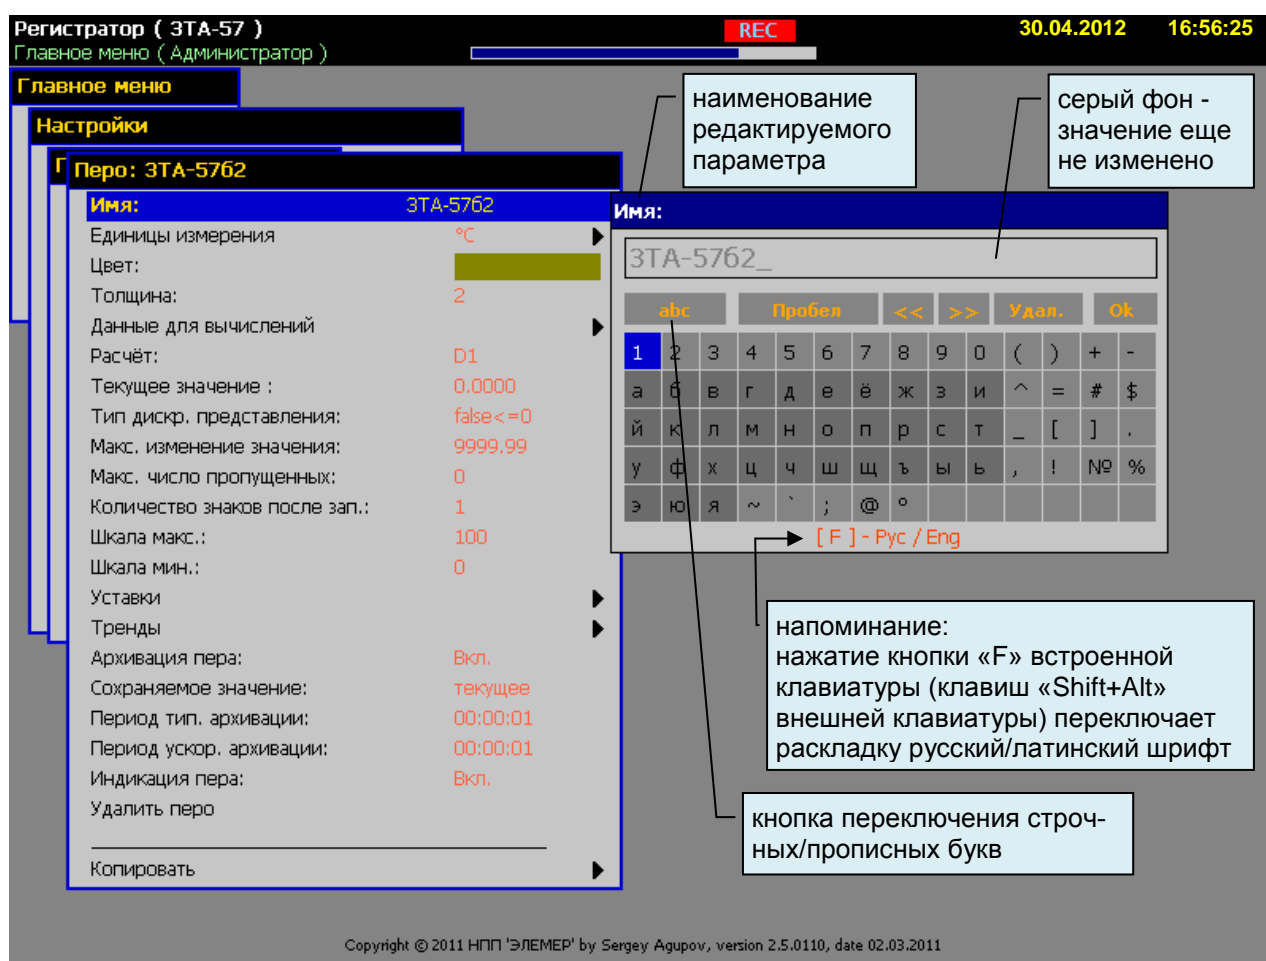 Регистратор ( ЗТА-57 )
REC
30.04.2012 16:56:25
Главное меню ( Администратор )
Главное меню
Настройки
П
Перо: ЗТА-57б2
Имя: ЗТА-57б2
Единицы измерения °C
Цвет:
Толщина: 2
Данные для вычислений
Расчёт: D1
Текущее значение : 0.0000
Тип дискр. представления: false<=0
Макс. изменение значения: 9999.99
Макс. число пропущенных: 0
Количество знаков после зап.: 1
Шкала макс.: 100
Шкала мин.: 0
Уставки
Тренды
Архивация пера: Вкл.
Сохраняемое значение: текущее
Период тип. архивации: 00:00:01
Период ускор. архивации: 00:00:01
Индикация пера: Вкл.
Удалить перо
Копировать
наименование
редактируемого
параметра
серый фон -
значение еще
не изменено
Имя:
ЗТА-57б2_
abc Пробел << >> Удал. Ok
1 2 3 4 5 6 7 8 9 0 ( ) + -
а б в г д е ё ж з и ^ = # $
й к л м н о п р с т _ [ ] .
у ф х ц ч ш щ ъ ы ь , ! № %
э ю я ~ ` ; @ °
[ F ] - Рус / Eng
напоминание:
нажатие кнопки «F» встроенной
клавиатуры (клавиш «Shift+Alt»
внешней клавиатуры) переключает
раскладку русский/латинский шрифт
кнопка переключения строч-
ных/прописных букв
Copyright © 2011 НПП 'ЭЛЕМЕР' by Sergey Agupov, version 2.5.0110, date 02.03.2011